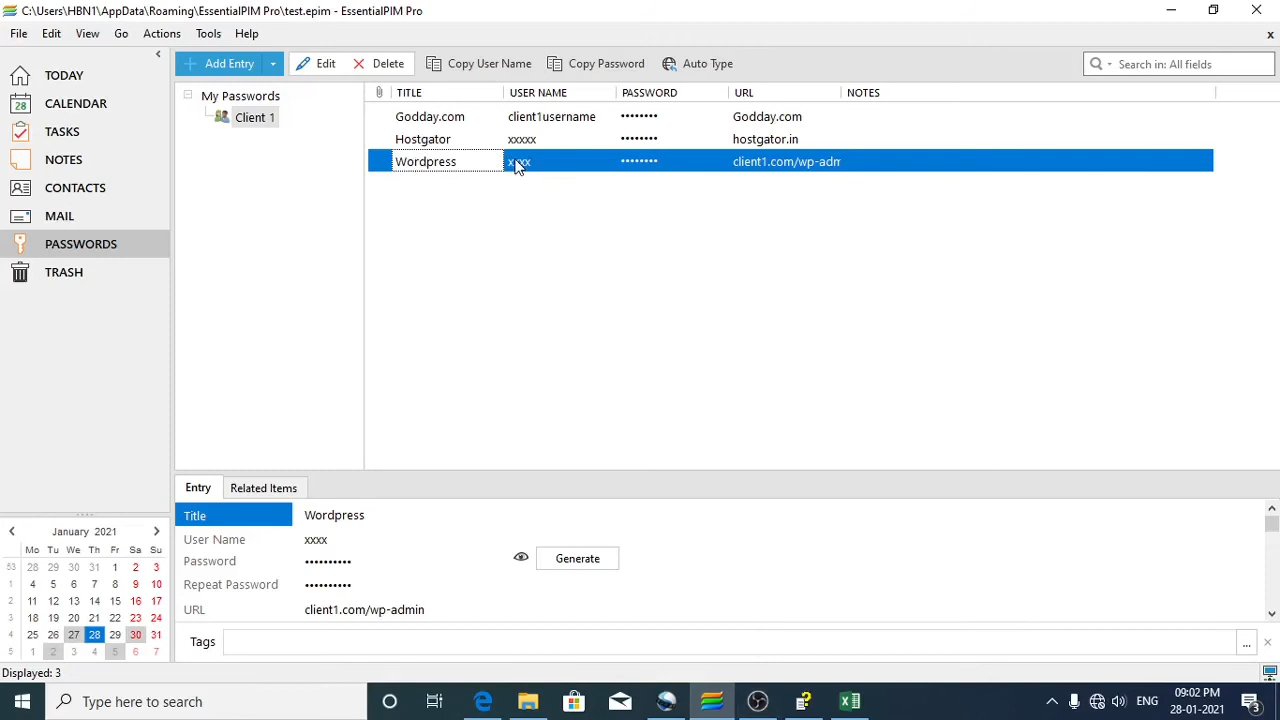 C:\Users\HBN1\AppData\Roaming\EssentialPIM Pro\test.epim - EssentialPIM Pro
File Edit View Go Actions Tools Help x
Add Entry Edit Delete Copy User Name Copy Password Auto Type Search in: All fields
TODAY
CALENDAR
28
TASKS
NOTES
CONTACTS
MAIL
PASSWORDS
TRASH
My Passwords
Client 1
TITLE USER NAME PASSWORD URL NOTES
Godday.com client1username •••••••• Godday.com
Hostgator xxxxx •••••••• hostgator.in
Wordpress xxxx •••••••• client1.com/wp-adm
Entry Related Items
Title Wordpress
User Name xxxx
Password •••••••••• Generate
Repeat Password ••••••••••
URL client1.com/wp-admin
Tags ...
January 2021
Mo Tu We Th Fr Sa Su
53 28 29 30 31 1 2 3
1 4 5 6 7 8 9 10
2 11 12 13 14 15 16 17
3 18 19 20 21 22 23 24
4 25 26 27 28 29 30 31
5 1 2 3 4 5 6 7
Displayed: 3
Type here to search
ENG
09:02 PM
28-01-2021
3